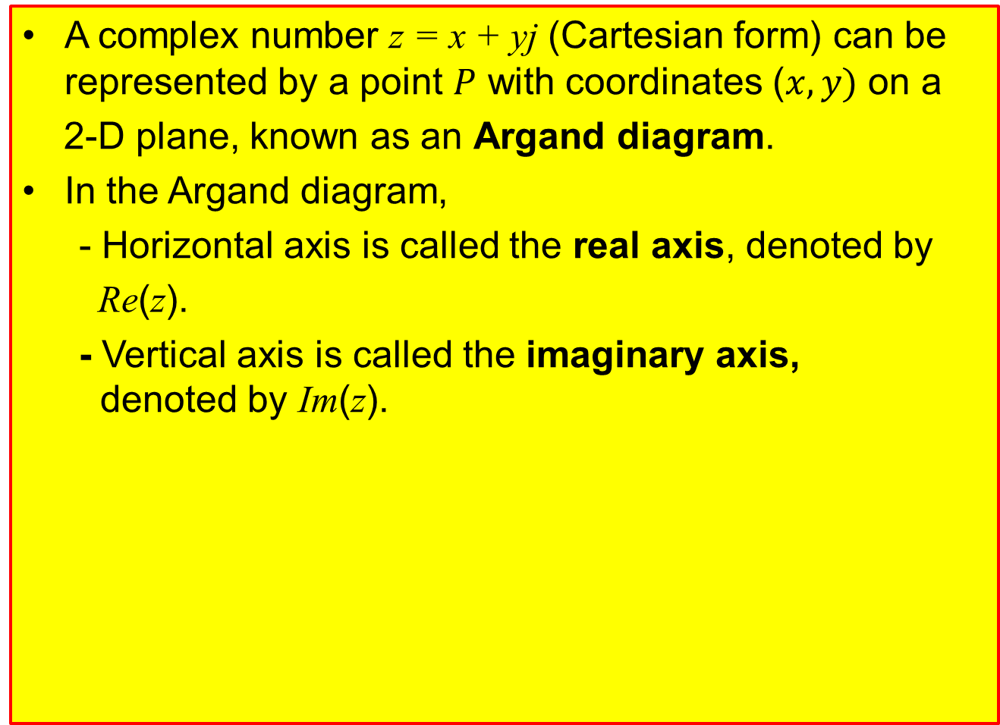 • A complex number z = x + yj (Cartesian form) can be
represented by a point P with coordinates (x, y) on a
2-D plane, known as an Argand diagram.
• In the Argand diagram,
- Horizontal axis is called the real axis, denoted by
Re(z).
- Vertical axis is called the imaginary axis,
denoted by Im(z).